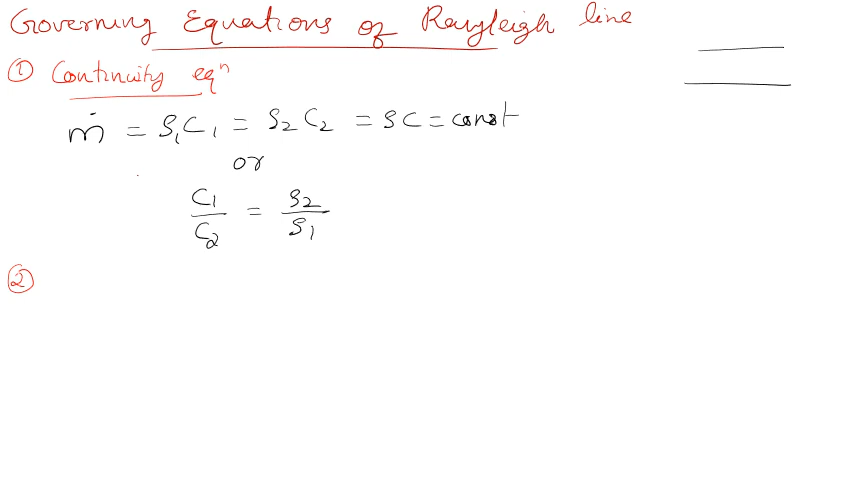 Governing Equations of Rayleigh line
① Continuity eqⁿ
ṁ = ρ₁C₁ = ρ₂C₂ = ρC = const
or
C₁/C₂ = ρ₂/ρ₁
②